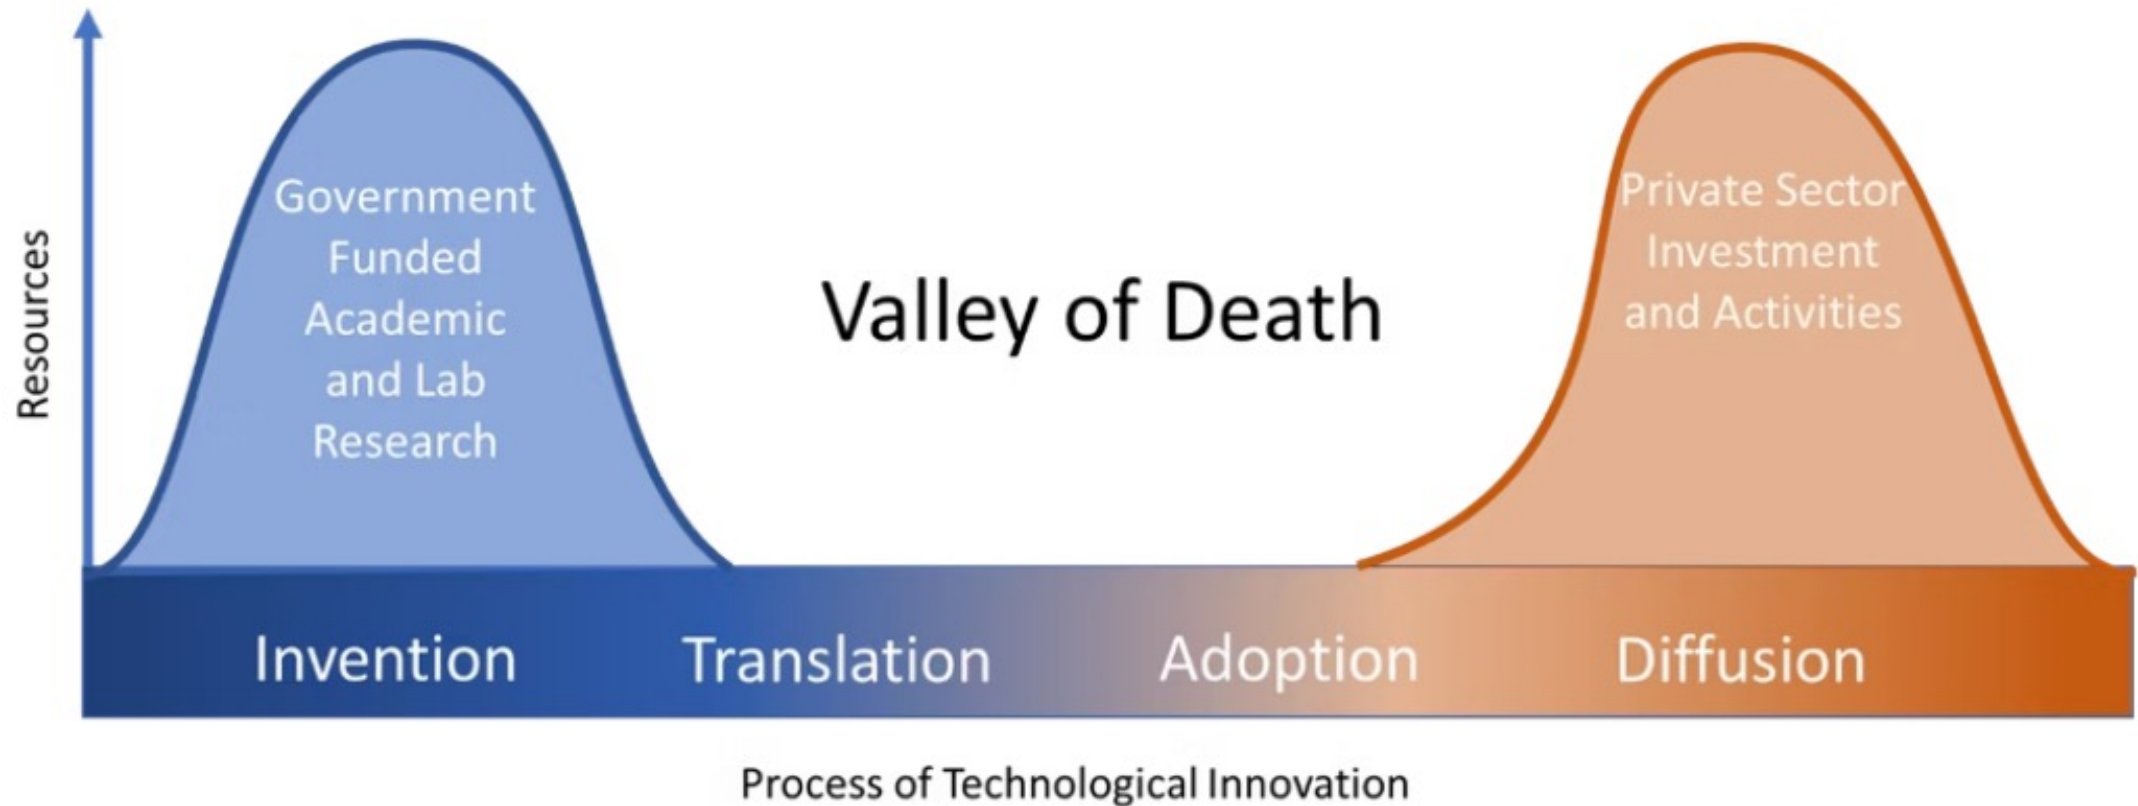 Resources
Government
Funded
Academic
and Lab
Research
Valley of Death
Private Sector
Investment
and Activities
Invention
Translation
Adoption
Diffusion
Process of Technological Innovation